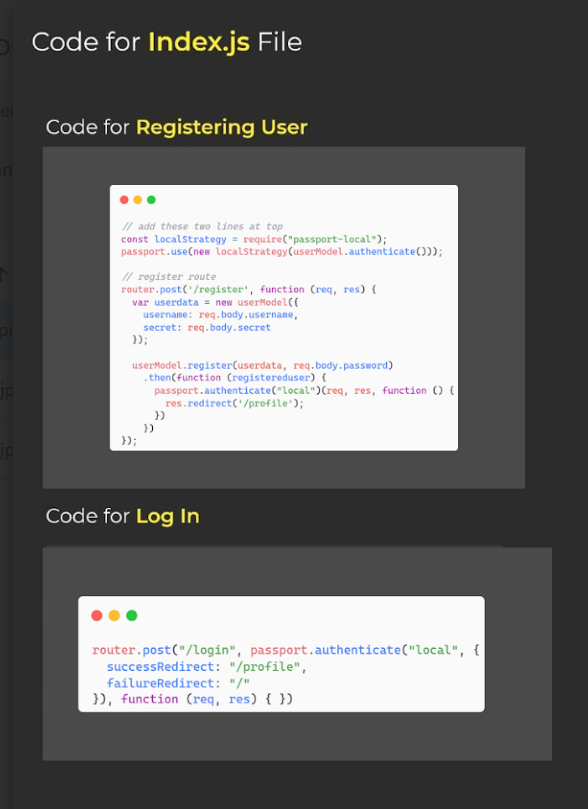 Code for Index.js File
Code for Registering User
// add these two lines at top
const localStrategy = require("passport-local");
passport.use(new localStrategy(userModel.authenticate()));
// register route
router.post('/register', function (req, res) {
  var userdata = new userModel({
    username: req.body.username,
    secret: req.body.secret
  });
  userModel.register(userdata, req.body.password)
    .then(function (registereduser) {
      passport.authenticate("local")(req, res, function () {
        res.redirect('/profile');
      })
    })
});
Code for Log In
router.post("/login", passport.authenticate("local", {
  successRedirect: "/profile",
  failureRedirect: "/"
}), function (req, res) { })